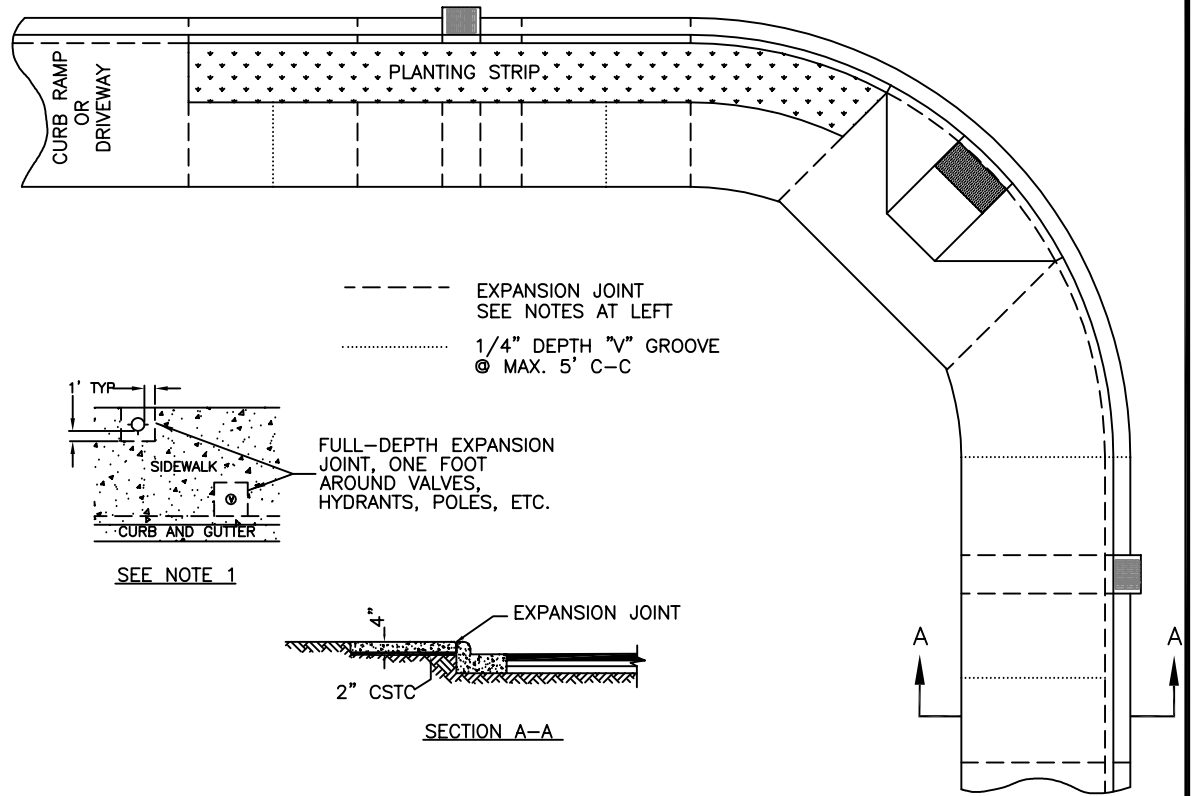 CURB RAMP
OR
DRIVEWAY
PLANTING STRIP
EXPANSION JOINT
SEE NOTES AT LEFT
1/4" DEPTH "V" GROOVE
@ MAX. 5' C-C
1' TYP
SIDEWALK
V
CURB AND GUTTER
FULL-DEPTH EXPANSION
JOINT, ONE FOOT
AROUND VALVES,
HYDRANTS, POLES, ETC.
SEE NOTE 1
4"
EXPANSION JOINT
2" CSTC
SECTION A-A
A
A